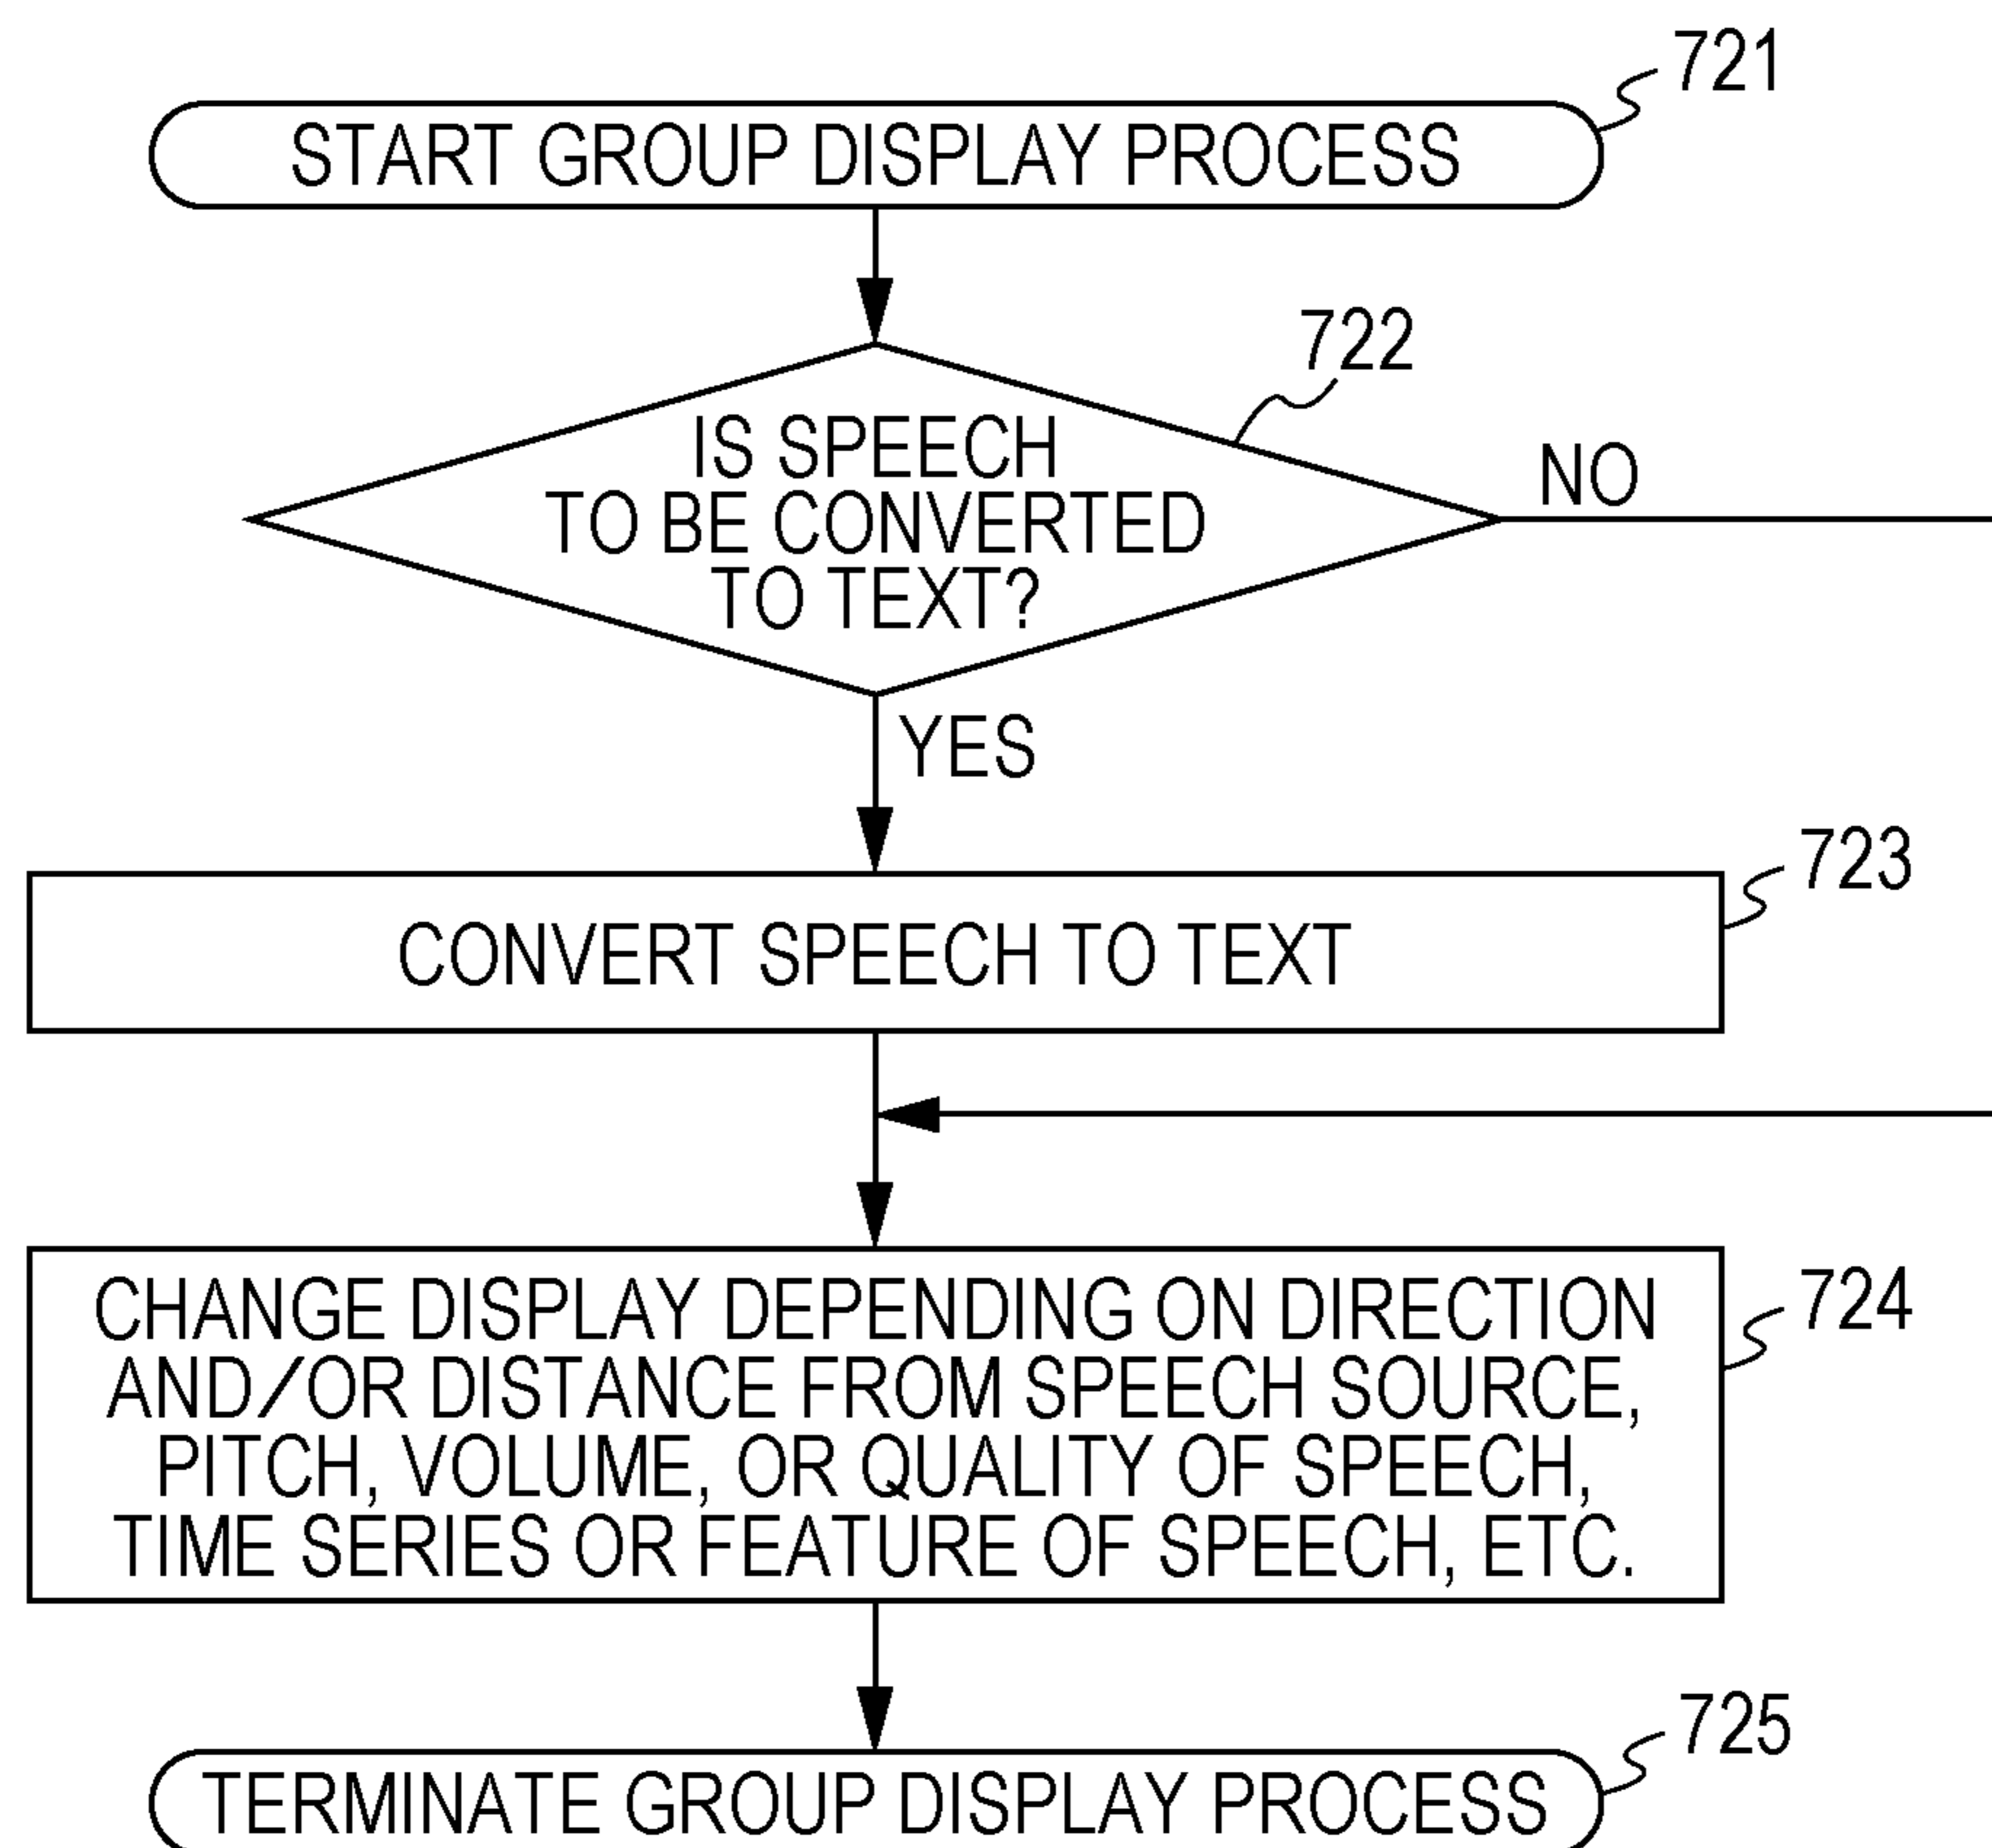 721
START GROUP DISPLAY PROCESS
722
IS SPEECH
TO BE CONVERTED
TO TEXT?
NO
YES
723
CONVERT SPEECH TO TEXT
724
CHANGE DISPLAY DEPENDING ON DIRECTION
AND/OR DISTANCE FROM SPEECH SOURCE,
PITCH, VOLUME, OR QUALITY OF SPEECH,
TIME SERIES OR FEATURE OF SPEECH, ETC.
725
TERMINATE GROUP DISPLAY PROCESS